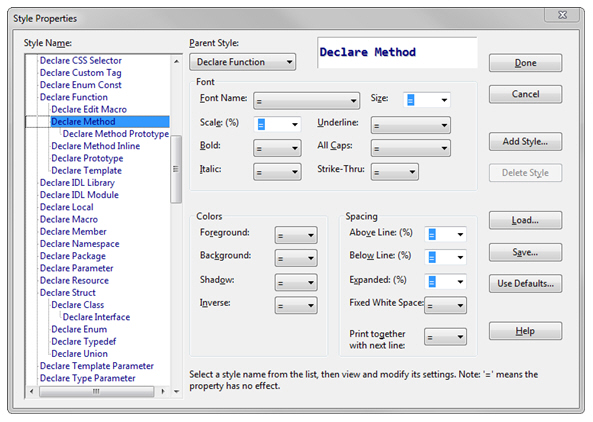 Style Properties
Style Name:
Declare CSS Selector
Declare Custom Tag
Declare Enum Const
Declare Function
Declare Edit Macro
Declare Method
Declare Method Prototype
Declare Method Inline
Declare Prototype
Declare Template
Declare IDL Library
Declare IDL Module
Declare Local
Declare Macro
Declare Member
Declare Namespace
Declare Package
Declare Parameter
Declare Resource
Declare Struct
Declare Class
Declare Interface
Declare Enum
Declare Typedef
Declare Union
Declare Template Parameter
Declare Type Parameter
Parent Style:
Declare Function
Declare Method
Font
Font Name: =
Size: =
Scale: (%) =
Underline: =
Bold: =
All Caps: =
Italic: =
Strike-Thru: =
Colors
Foreground: =
Background: =
Shadow: =
Inverse: =
Spacing
Above Line: (%) =
Below Line: (%) =
Expanded: (%) =
Fixed White Space: =
Print together
with next line: =
Select a style name from the list, then view and modify its settings. Note: '=' means the
property has no effect.
Done
Cancel
Add Style...
Delete Style
Load...
Save...
Use Defaults...
Help